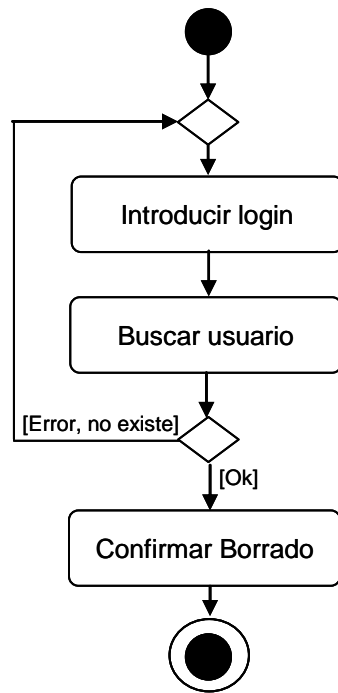 Introducir login
Buscar usuario
[Error, no existe]
[Ok]
Confirmar Borrado